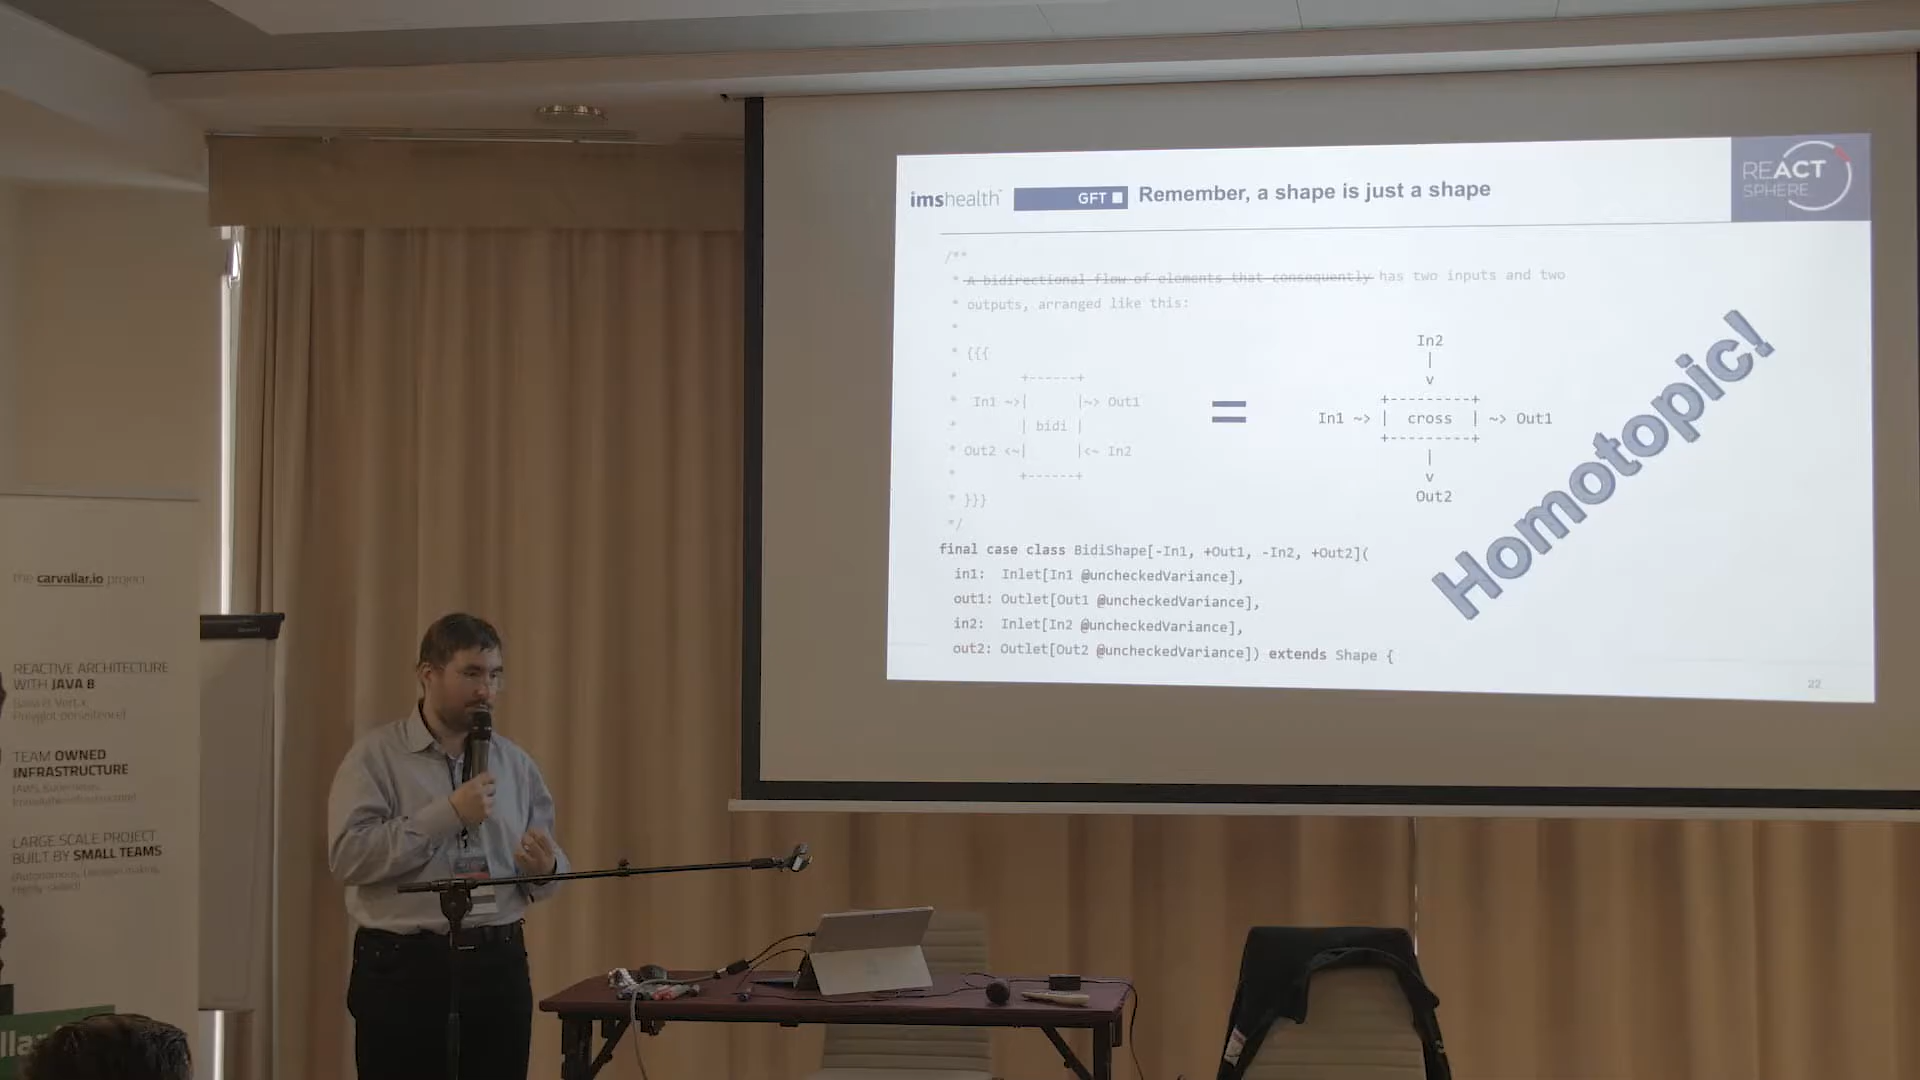 the carvallar.io project
REACTIVE ARCHITECTURE
WITH JAVA 8
TEAM OWNED
INFRASTRUCTURE
LARGE SCALE PROJECT
BUILT BY SMALL TEAMS
imshealth
GFT
Remember, a shape is just a shape
REACT
SPHERE
/**
* A bidirectional flow of elements that consequently has two inputs and two
* outputs, arranged like this:
*
* {{{
* +------+
* In1 ~>| |~> Out1
* | bidi |
* Out2 <~| |<~ In2
* +------+
* }}}
*/
=
In2
|
v
+---------+
In1 ~> | cross | ~> Out1
+---------+
|
v
Out2
Homotopic!
final case class BidiShape[-In1, +Out1, -In2, +Out2](
in1: Inlet[In1 @uncheckedVariance],
out1: Outlet[Out1 @uncheckedVariance],
in2: Inlet[In2 @uncheckedVariance],
out2: Outlet[Out2 @uncheckedVariance]) extends Shape {
22